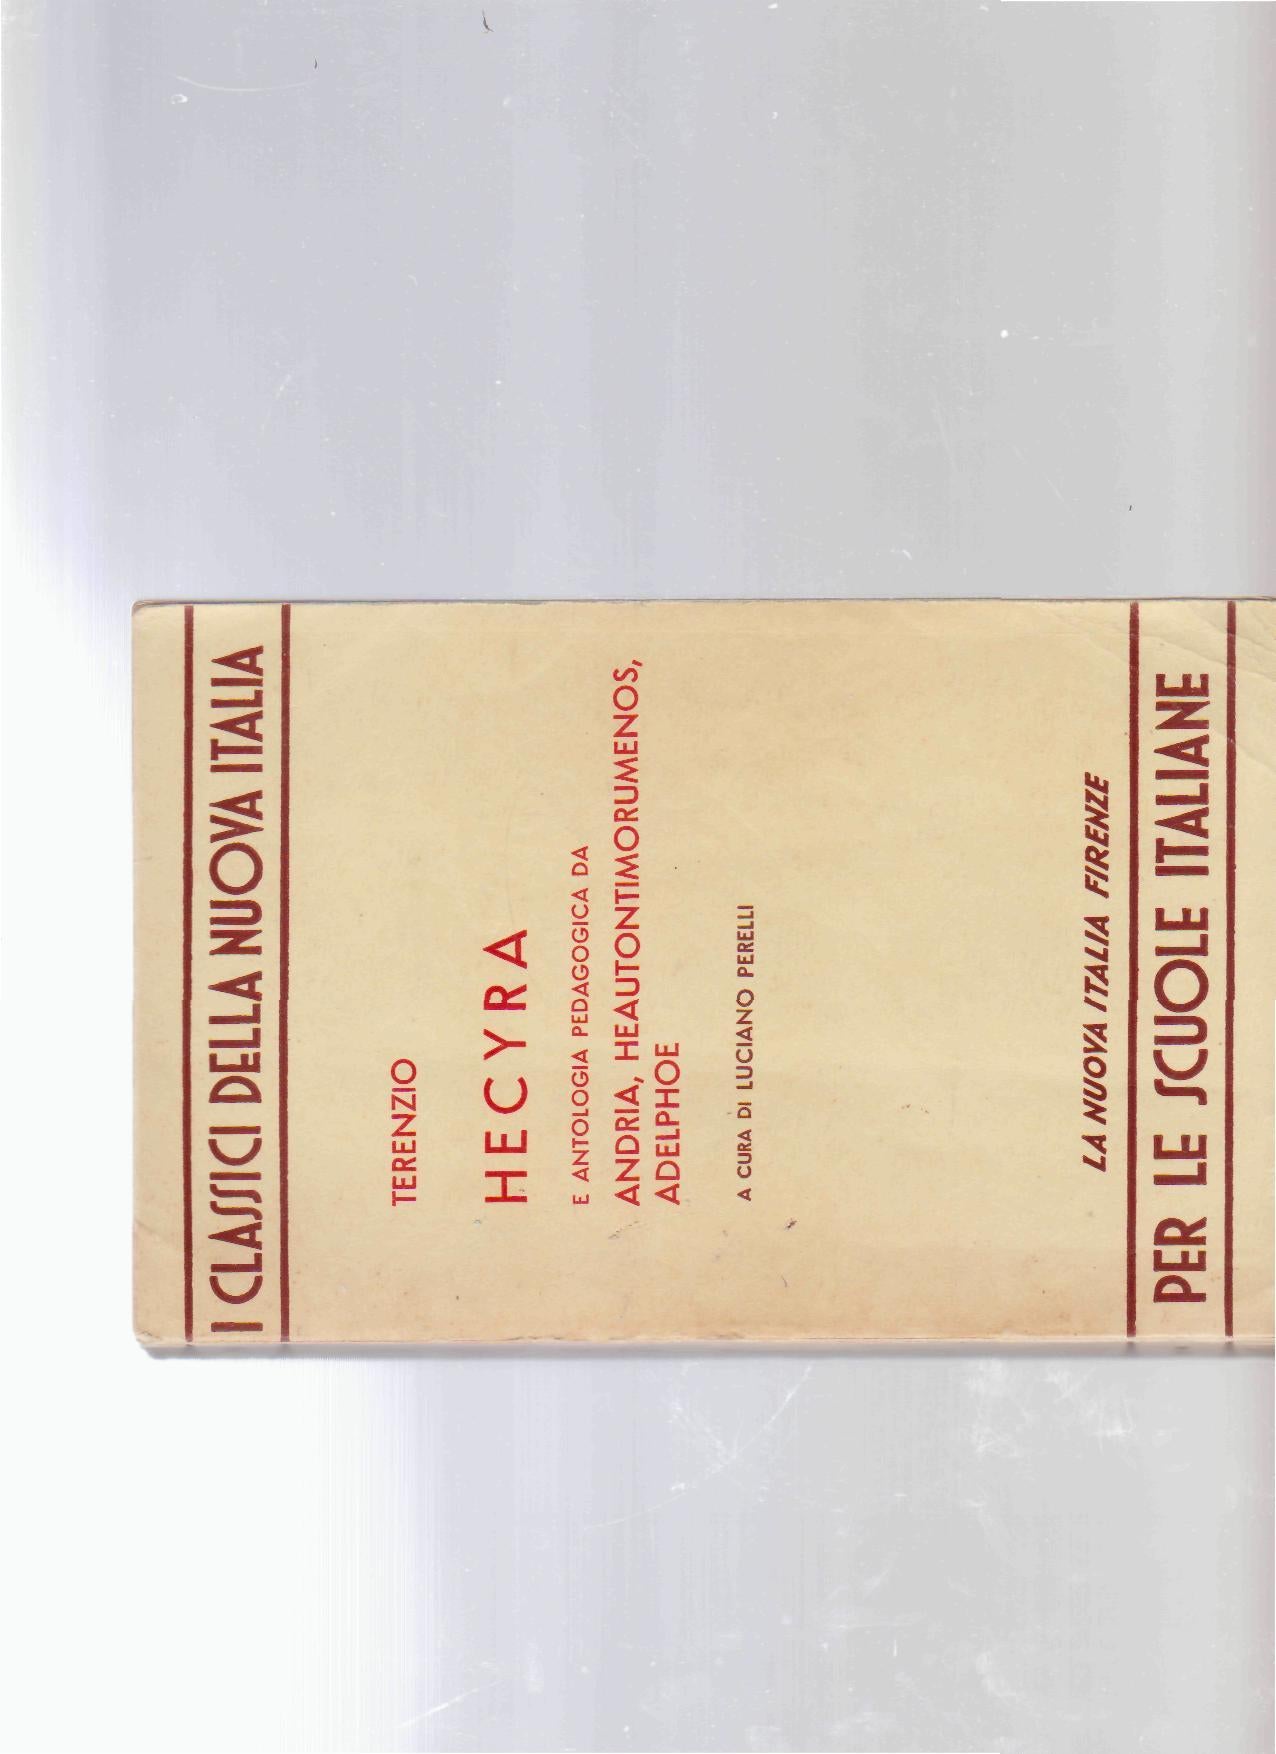 I CLASSICI DELLA NUOVA ITALIA
TERENZIO
HECYRA
E ANTOLOGIA PEDAGOGICA DA
ANDRIA, HEAUTONTIMORUMENOS,
ADELPHOE
A CURA DI LUCIANO PERELLI
LA NUOVA ITALIA FIRENZE
PER LE SCUOLE ITALIANE